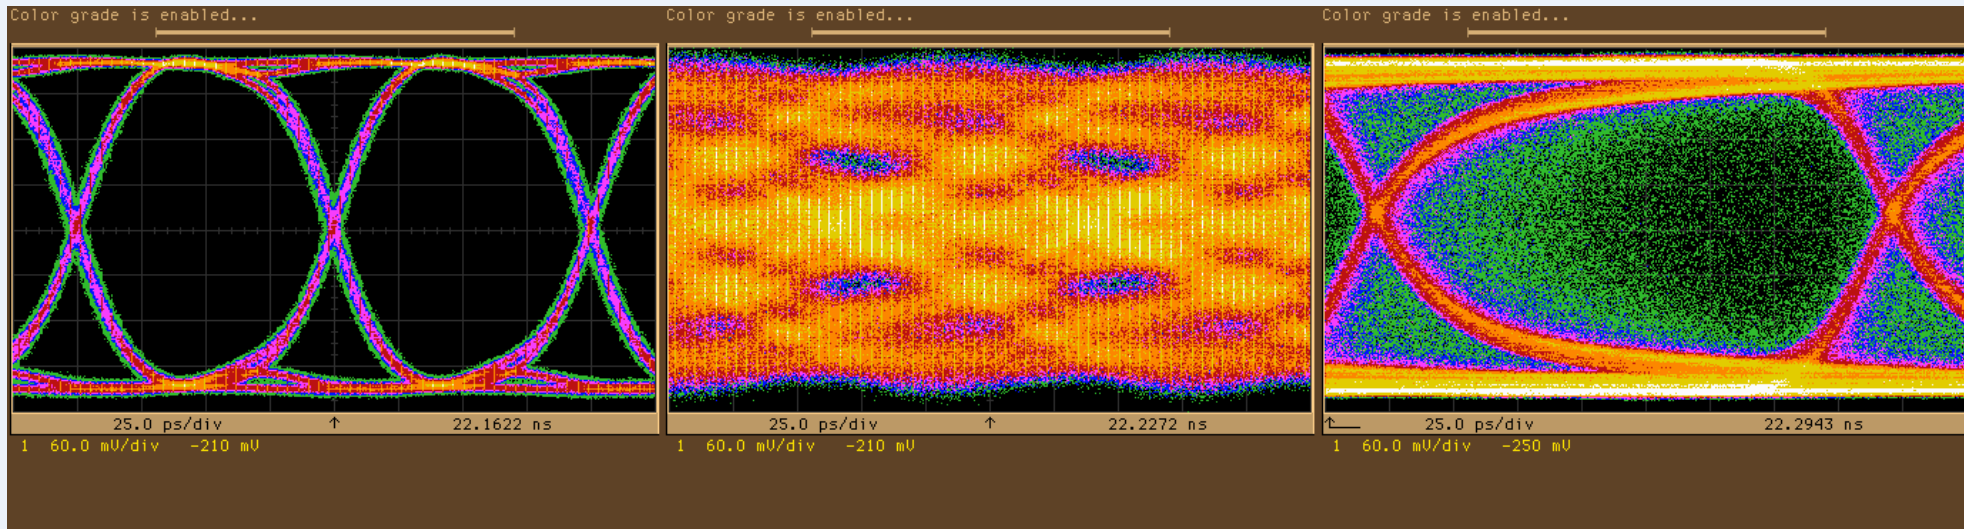 Color grade is enabled...
25.0 ps/div ↑ 22.1622 ns
1 60.0 mV/div -210 mV
Color grade is enabled...
25.0 ps/div ↑ 22.2272 ns
1 60.0 mV/div -210 mV
Color grade is enabled...
25.0 ps/div 22.2943 ns
1 60.0 mV/div -250 mV